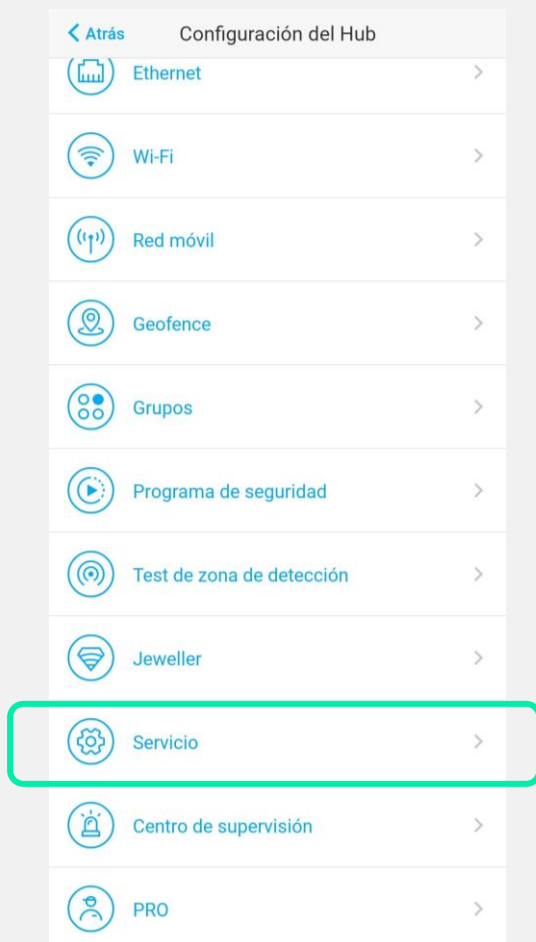 Atrás Configuración del Hub
Ethernet
Wi-Fi
Red móvil
Geofence
Grupos
Programa de seguridad
Test de zona de detección
Jeweller
Servicio
Centro de supervisión
PRO